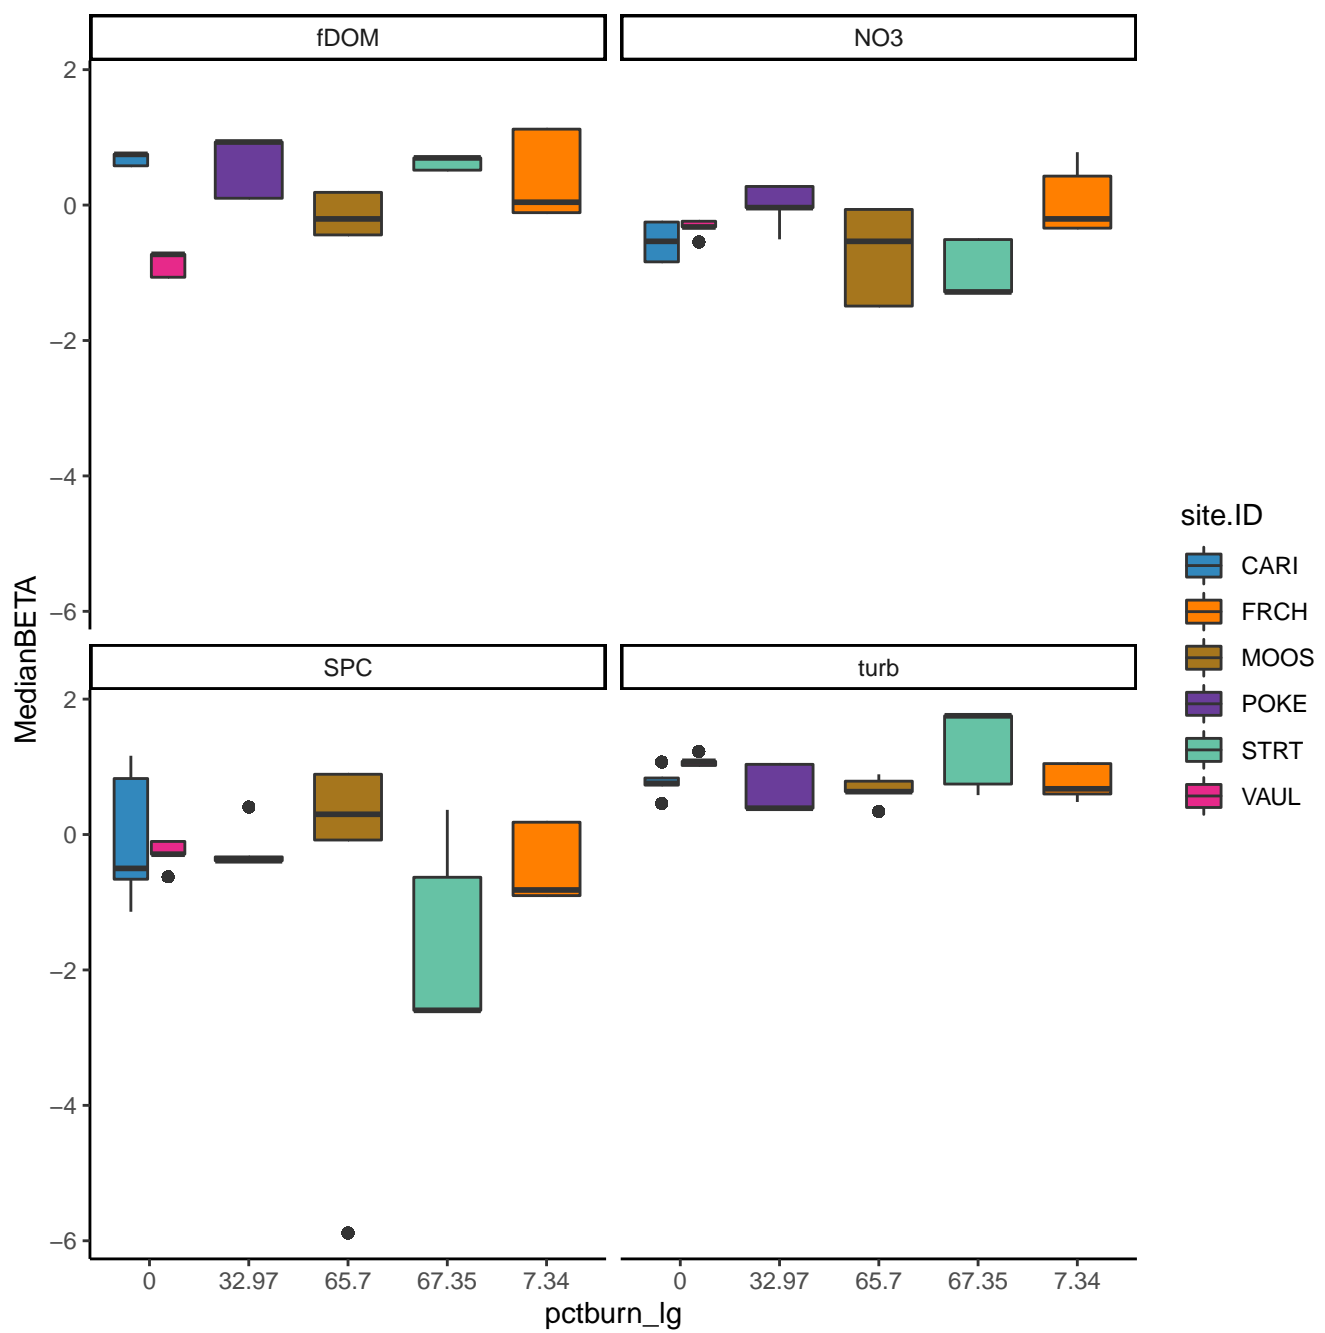 fDOM
NO3
2
0
−2
−4
−6
SPC
turb
2
0
−2
−4
−6
0 32.97 65.7 67.35 7.34
0 32.97 65.7 67.35 7.34
pctburn_lg
MedianBETA
site.ID
CARI
FRCH
MOOS
POKE
STRT
VAUL